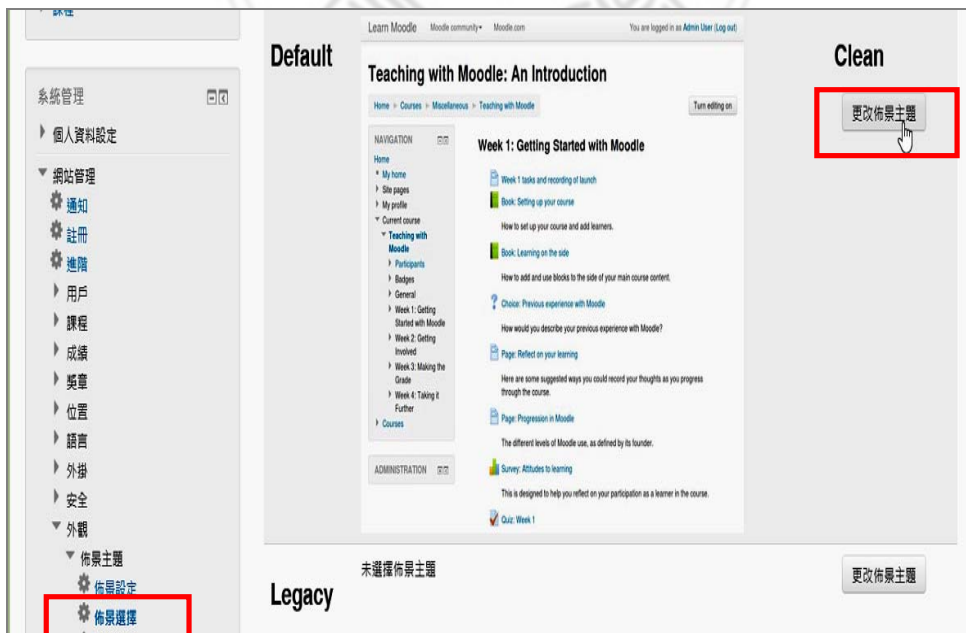 課程
系統管理
個人資料設定
網站管理
通知
註冊
進階
用戶
課程
成績
獎章
位置
語言
外掛
安全
外觀
佈景主題
佈景設定
佈景選擇
Default
Learn Moodle Moodle community Moodle.com You are logged in as Admin User (Log out)
Teaching with Moodle: An Introduction
Home Courses Miscellaneous Teaching with Moodle Turn editing on
NAVIGATION
Home
My home
Site pages
My profile
Current course
Teaching with
Moodle
Participants
Badges
General
Week 1: Getting
Started with Moodle
Week 2: Getting
Involved
Week 3: Making the
Grade
Week 4: Taking it
Further
Courses
ADMINISTRATION
Week 1: Getting Started with Moodle
Week 1 tasks and recording of launch
Book: Setting up your course
How to set up your course and add learners.
Book: Learning on the side
How to add and use blocks to the side of your main course content.
Choice: Previous experience with Moodle
How would you describe your previous experience with Moodle?
Page: Reflect on your learning
Here are some suggested ways you could record your thoughts as you progress
through the course.
Page: Progression in Moodle
The different levels of Moodle use, as defined by its founder.
Survey: Attitudes to learning
This is designed to help you reflect on your participation as a learner in the course.
Quiz: Week 1
Clean
更改佈景主題
Legacy
未選擇佈景主題
更改佈景主題